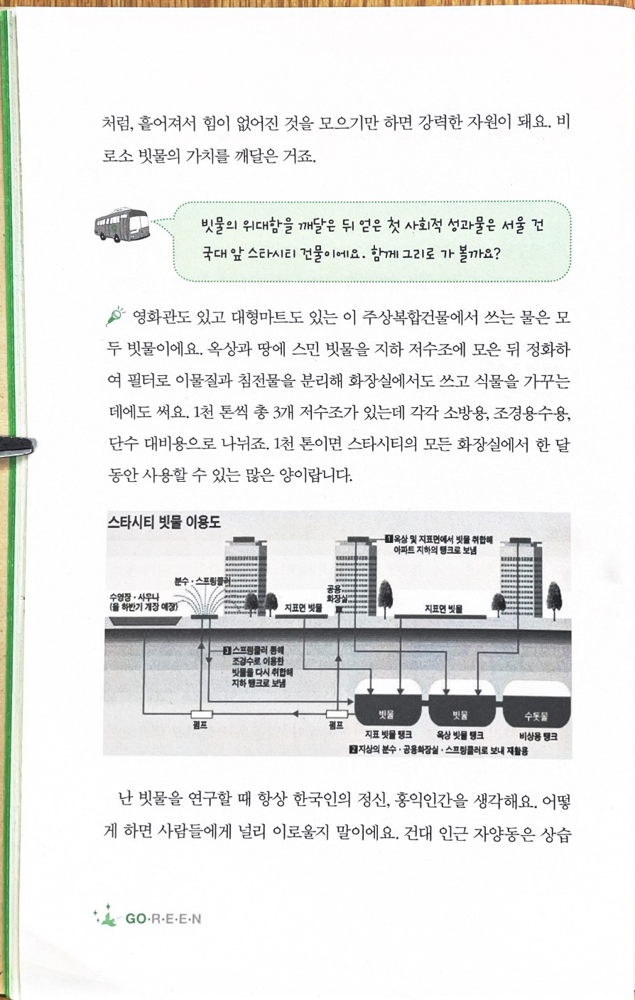 처럼, 흩어져서 힘이 없어진 것을 모으기만 하면 강력한 자원이 돼요. 비
로소 빗물의 가치를 깨달은 거죠.
빗물의 위대함을 깨달은 뒤 얻은 첫 사회적 성과물은 서울 건
국대 앞 스타시티 건물이에요. 함께 그리로 가 볼까요?
영화관도 있고 대형마트도 있는 이 주상복합건물에서 쓰는 물은 모
두 빗물이에요. 옥상과 땅에 스민 빗물을 지하 저수조에 모은 뒤 정화하
여 필터로 이물질과 침전물을 분리해 화장실에서도 쓰고 식물을 가꾸는
데에도 써요. 1천 톤씩 총 3개 저수조가 있는데 각각 소방용, 조경용수용,
단수 대비용으로 나뉘죠. 1천 톤이면 스타시티의 모든 화장실에서 한 달
동안 사용할 수 있는 많은 양이랍니다.
스타시티 빗물 이용도
1 옥상 및 지표면에서 빗물 취합해
아파트 지하의 탱크로 보냄
분수·스프링클러
수영장·사우나
(올 하반기 개장 예정)
지표면 빗물
공용
화장실
지표면 빗물
3 스프링클러 통해
조경수로 이용한
빗물을 다시 취합해
지하 탱크로 보냄
펌프
펌프
빗물
빗물
수돗물
지표 빗물 탱크
옥상 빗물 탱크
비상용 탱크
2 지상의 분수·공용화장실·스프링클러로 보내 재활용
난 빗물을 연구할 때 항상 한국인의 정신, 홍익인간을 생각해요. 어떻
게 하면 사람들에게 널리 이로울지 말이에요. 건대 인근 자양동은 상습
GO·R·E·E·N